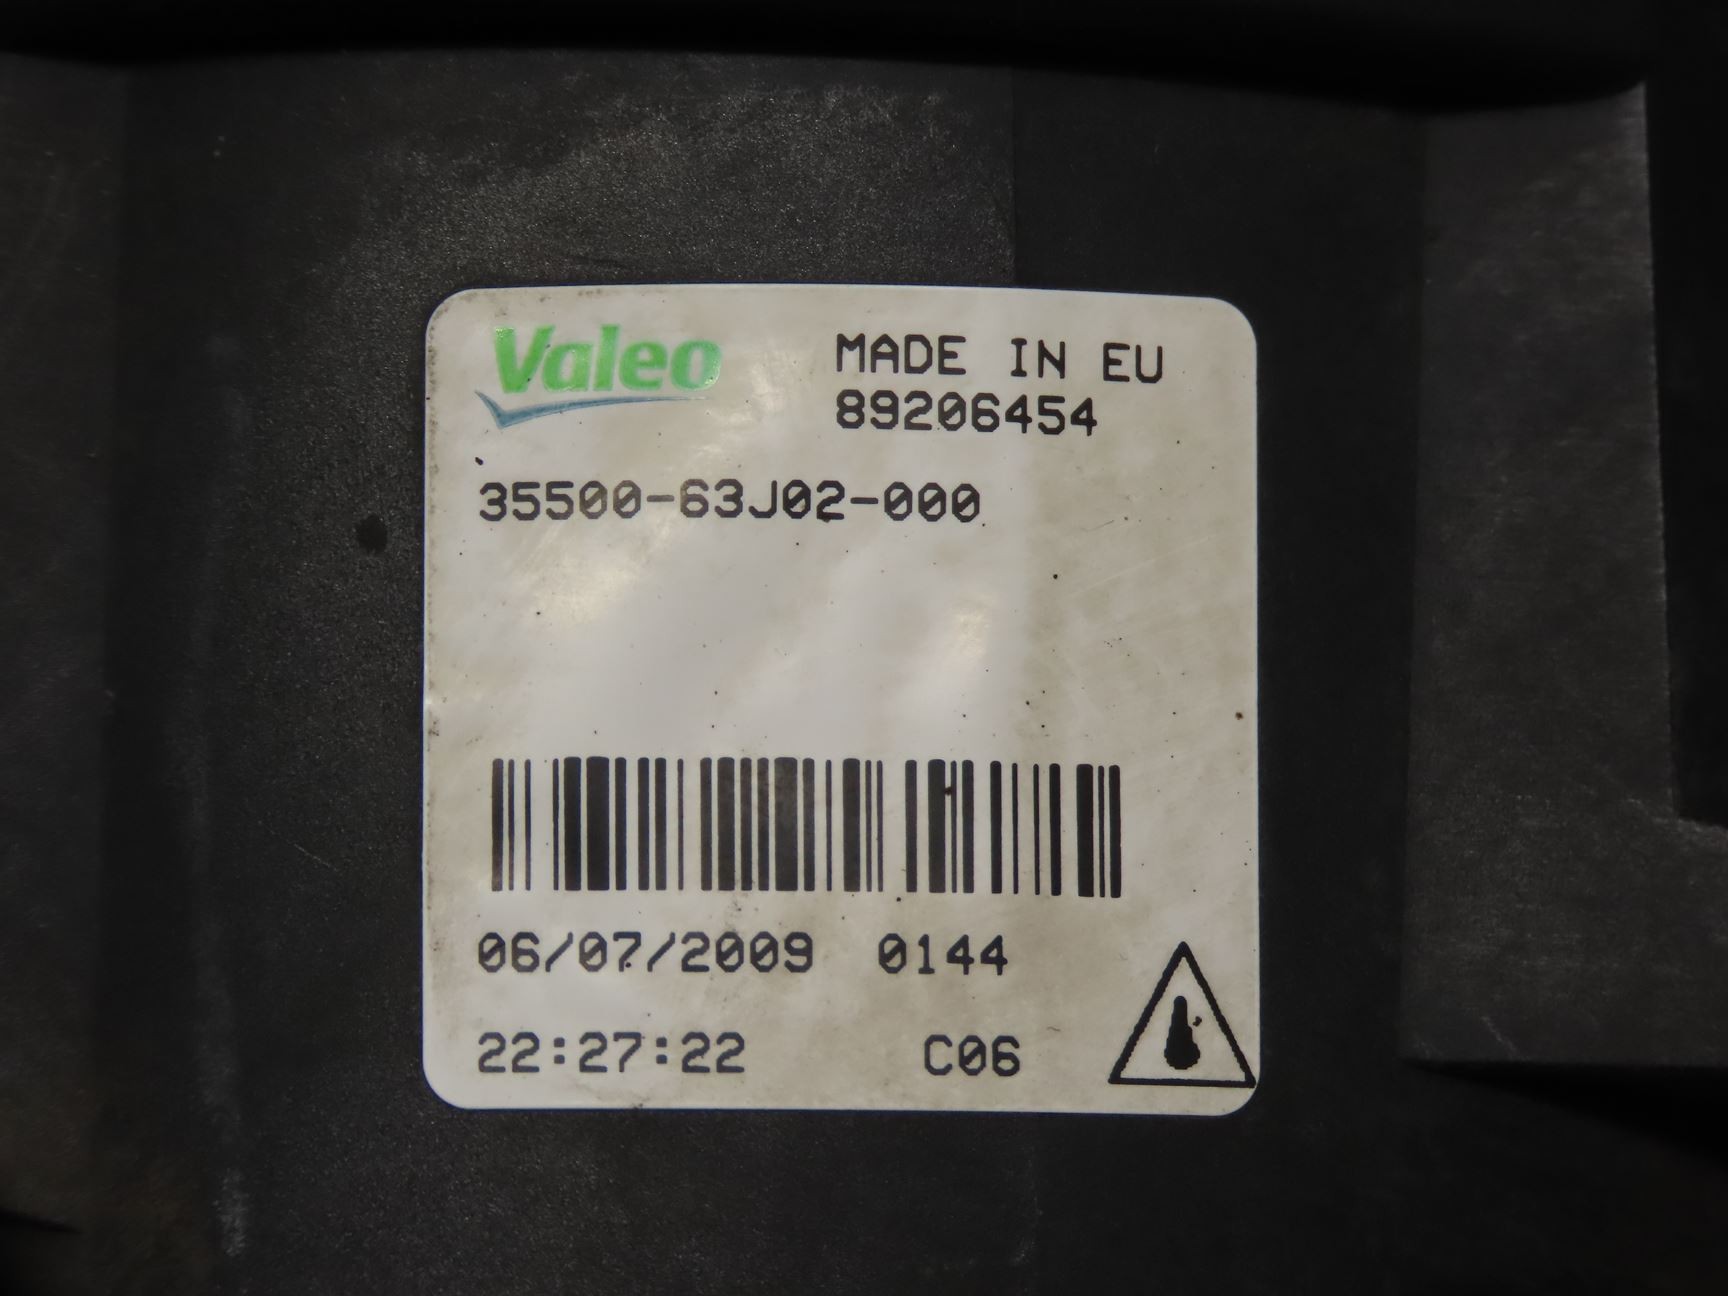 Valeo
MADE IN EU
89206454
35500-63J02-000
06/07/2009 0144
22:27:22 C06